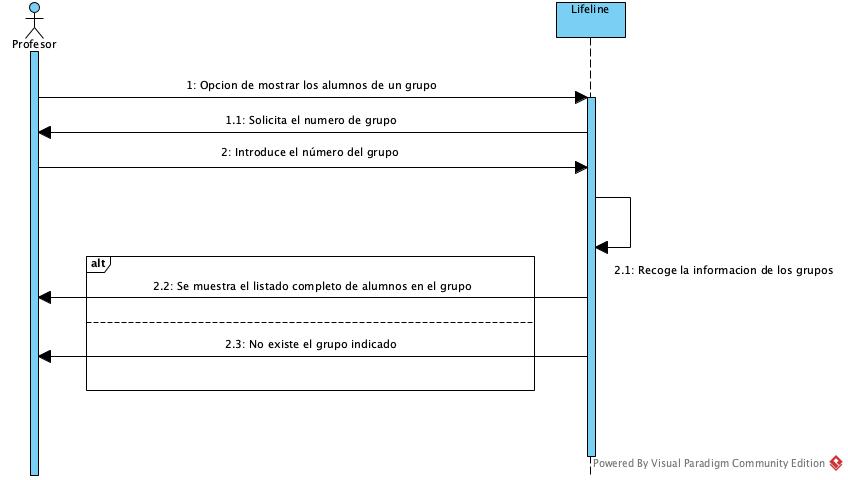 Lifeline
Profesor
1: Opcion de mostrar los alumnos de un grupo
1.1: Solicita el numero de grupo
2: Introduce el número del grupo
alt
2.1: Recoge la informacion de los grupos
2.2: Se muestra el listado completo de alumnos en el grupo
2.3: No existe el grupo indicado
Powered By Visual Paradigm Community Edition